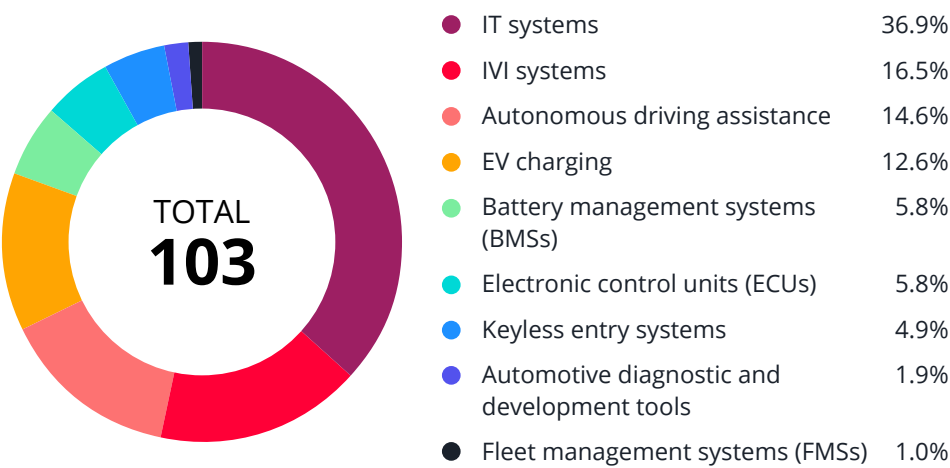 TOTAL
103
IT systems 36.9%
IVI systems 16.5%
Autonomous driving assistance 14.6%
EV charging 12.6%
Battery management systems 5.8%
(BMSs)
Electronic control units (ECUs) 5.8%
Keyless entry systems 4.9%
Automotive diagnostic and 1.9%
development tools
Fleet management systems (FMSs) 1.0%